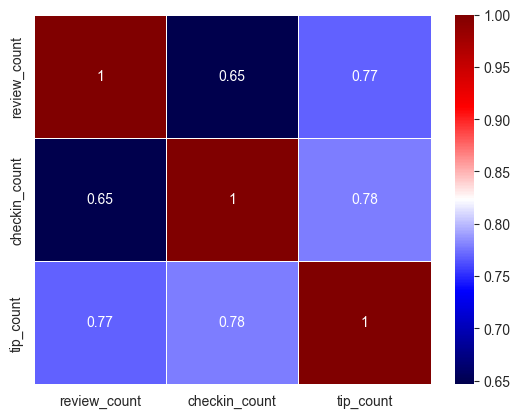 review_count
1
0.65
0.77
checkin_count
0.65
1
0.78
tip_count
0.77
0.78
1
review_count
checkin_count
tip_count
1.00
0.95
0.90
0.85
0.80
0.75
0.70
0.65